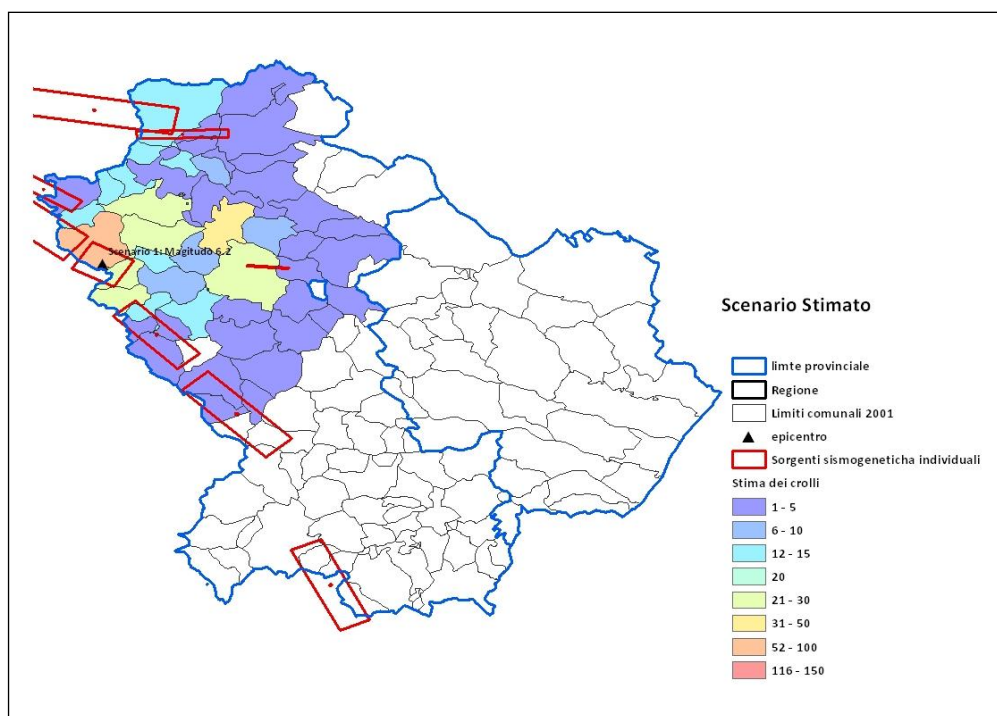 Scenario 1: Magitudo 6.2
Scenario Stimato
limte provinciale
Regione
Limiti comunali 2001
epicentro
Sorgenti sismogeneticha individuali
Stima dei crolli
1 - 5
6 - 10
12 - 15
20
21 - 30
31 - 50
52 - 100
116 - 150